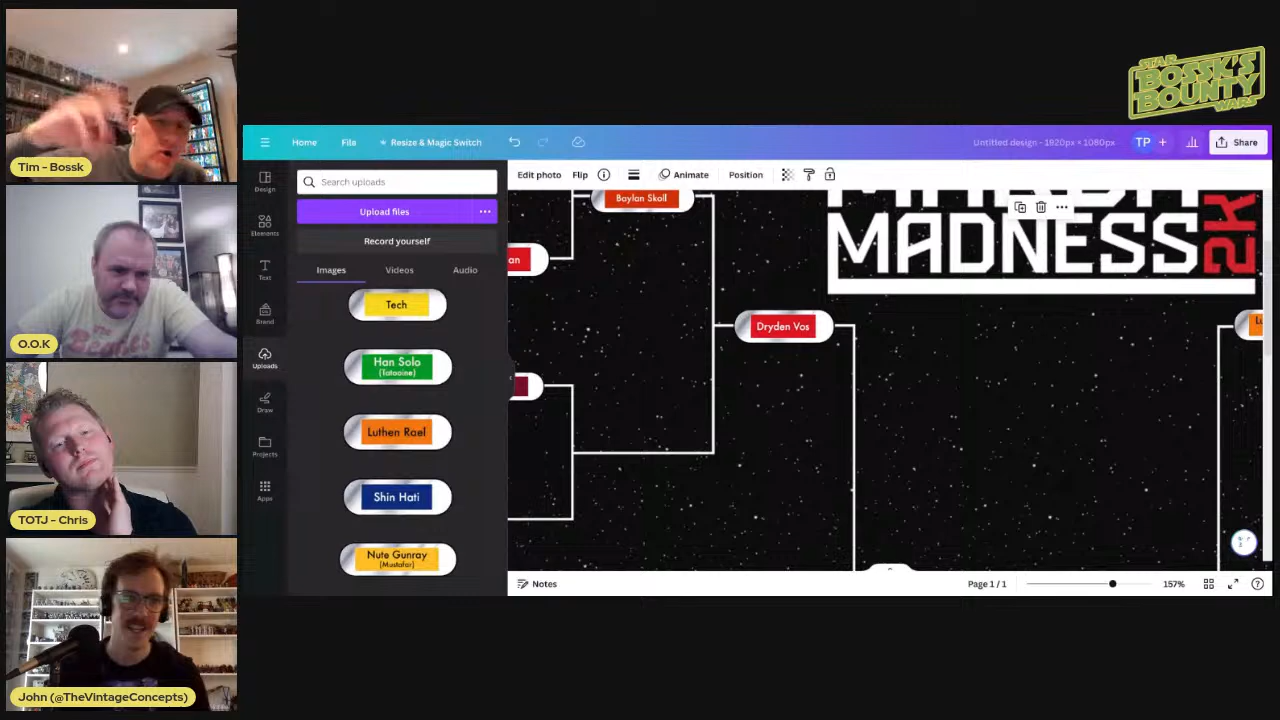 Tim - Bossk
O.O.K
TOTJ - Chris
John (@TheVintageConcepts)
STAR
BOSSK'S
BOUNTY
WARS
Home
File
Resize & Magic Switch
Untitled design - 1920px × 1080px
TP
+
Share
Design
Elements
Text
Brand
Uploads
Draw
Projects
Apps
Search uploads
Upload files
Record yourself
Images
Videos
Audio
Tech
Han Solo
(Tatooine)
Luthen Rael
Shin Hati
Nute Gunray
(Mustafar)
Edit photo
Flip
Animate
Position
Baylan Skoll
an
Dryden Vos
MADNESS
2K
Lu
Notes
Page 1 / 1
157%